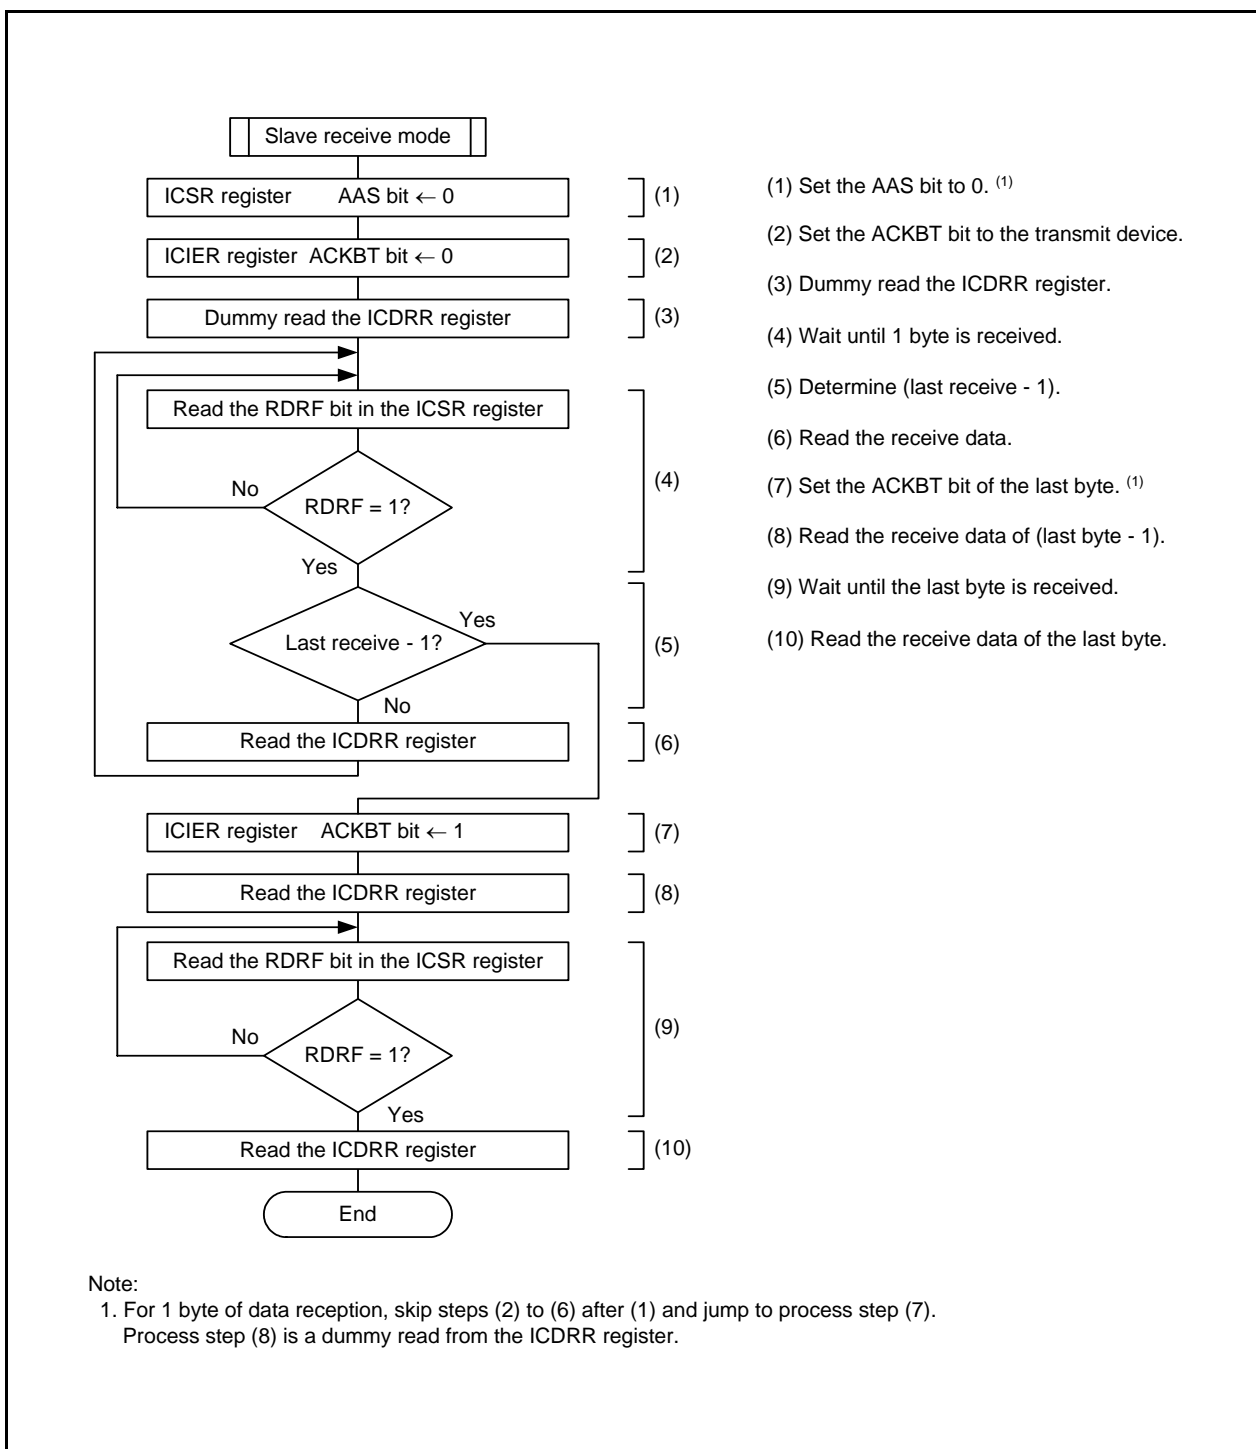 Slave receive mode
ICSR register AAS bit ← 0 (1)
ICIER register ACKBT bit ← 0 (2)
Dummy read the ICDRR register (3)
Read the RDRF bit in the ICSR register
(4)
No
RDRF = 1?
Yes
Yes
Last receive - 1?
(5)
No
Read the ICDRR register (6)
ICIER register ACKBT bit ← 1 (7)
Read the ICDRR register (8)
Read the RDRF bit in the ICSR register
(9)
No
RDRF = 1?
Yes
Read the ICDRR register (10)
End
(1) Set the AAS bit to 0. (1)
(2) Set the ACKBT bit to the transmit device.
(3) Dummy read the ICDRR register.
(4) Wait until 1 byte is received.
(5) Determine (last receive - 1).
(6) Read the receive data.
(7) Set the ACKBT bit of the last byte. (1)
(8) Read the receive data of (last byte - 1).
(9) Wait until the last byte is received.
(10) Read the receive data of the last byte.
Note:
1. For 1 byte of data reception, skip steps (2) to (6) after (1) and jump to process step (7).
Process step (8) is a dummy read from the ICDRR register.